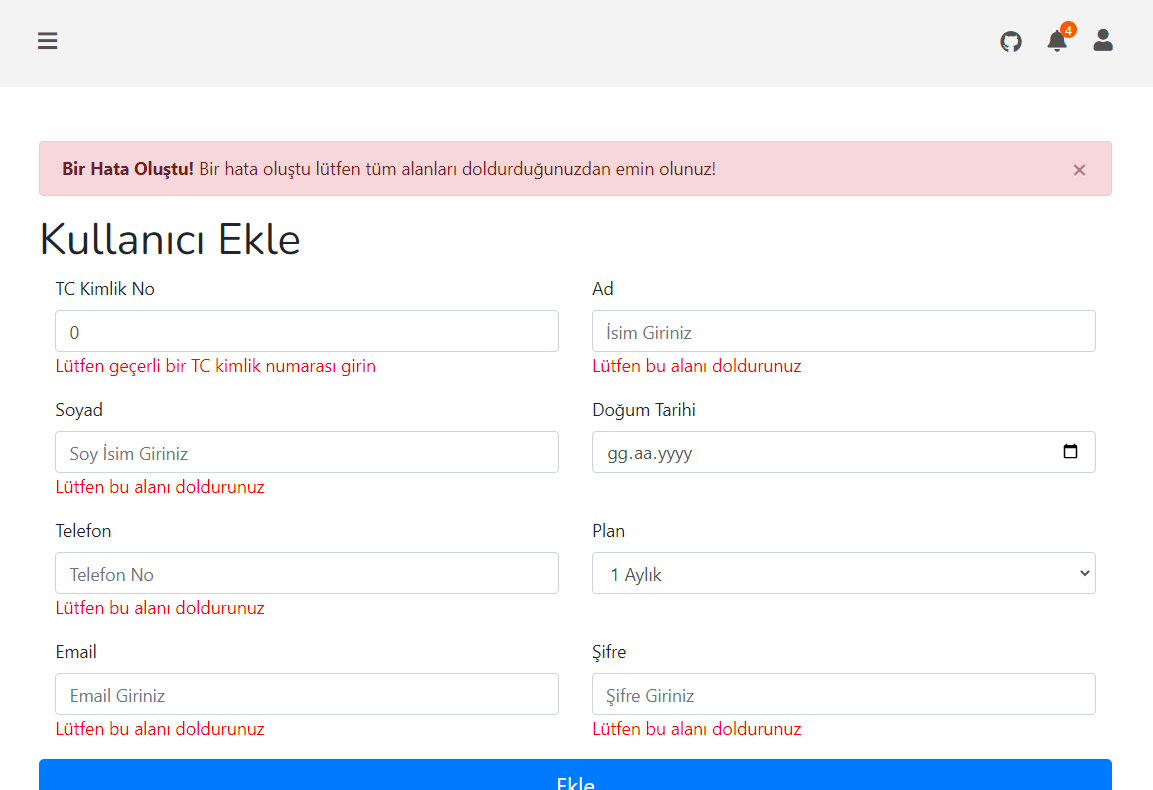 4
Bir Hata Oluştu! Bir hata oluştu lütfen tüm alanları doldurduğunuzdan emin olunuz!
×
Kullanıcı Ekle
TC Kimlik No
Ad
0
İsim Giriniz
Lütfen geçerli bir TC kimlik numarası girin
Lütfen bu alanı doldurunuz
Soyad
Doğum Tarihi
Soy İsim Giriniz
gg.aa.yyyy
Lütfen bu alanı doldurunuz
Telefon
Plan
Telefon No
1 Aylık
Lütfen bu alanı doldurunuz
Email
Şifre
Email Giriniz
Şifre Giriniz
Lütfen bu alanı doldurunuz
Lütfen bu alanı doldurunuz
Ekle